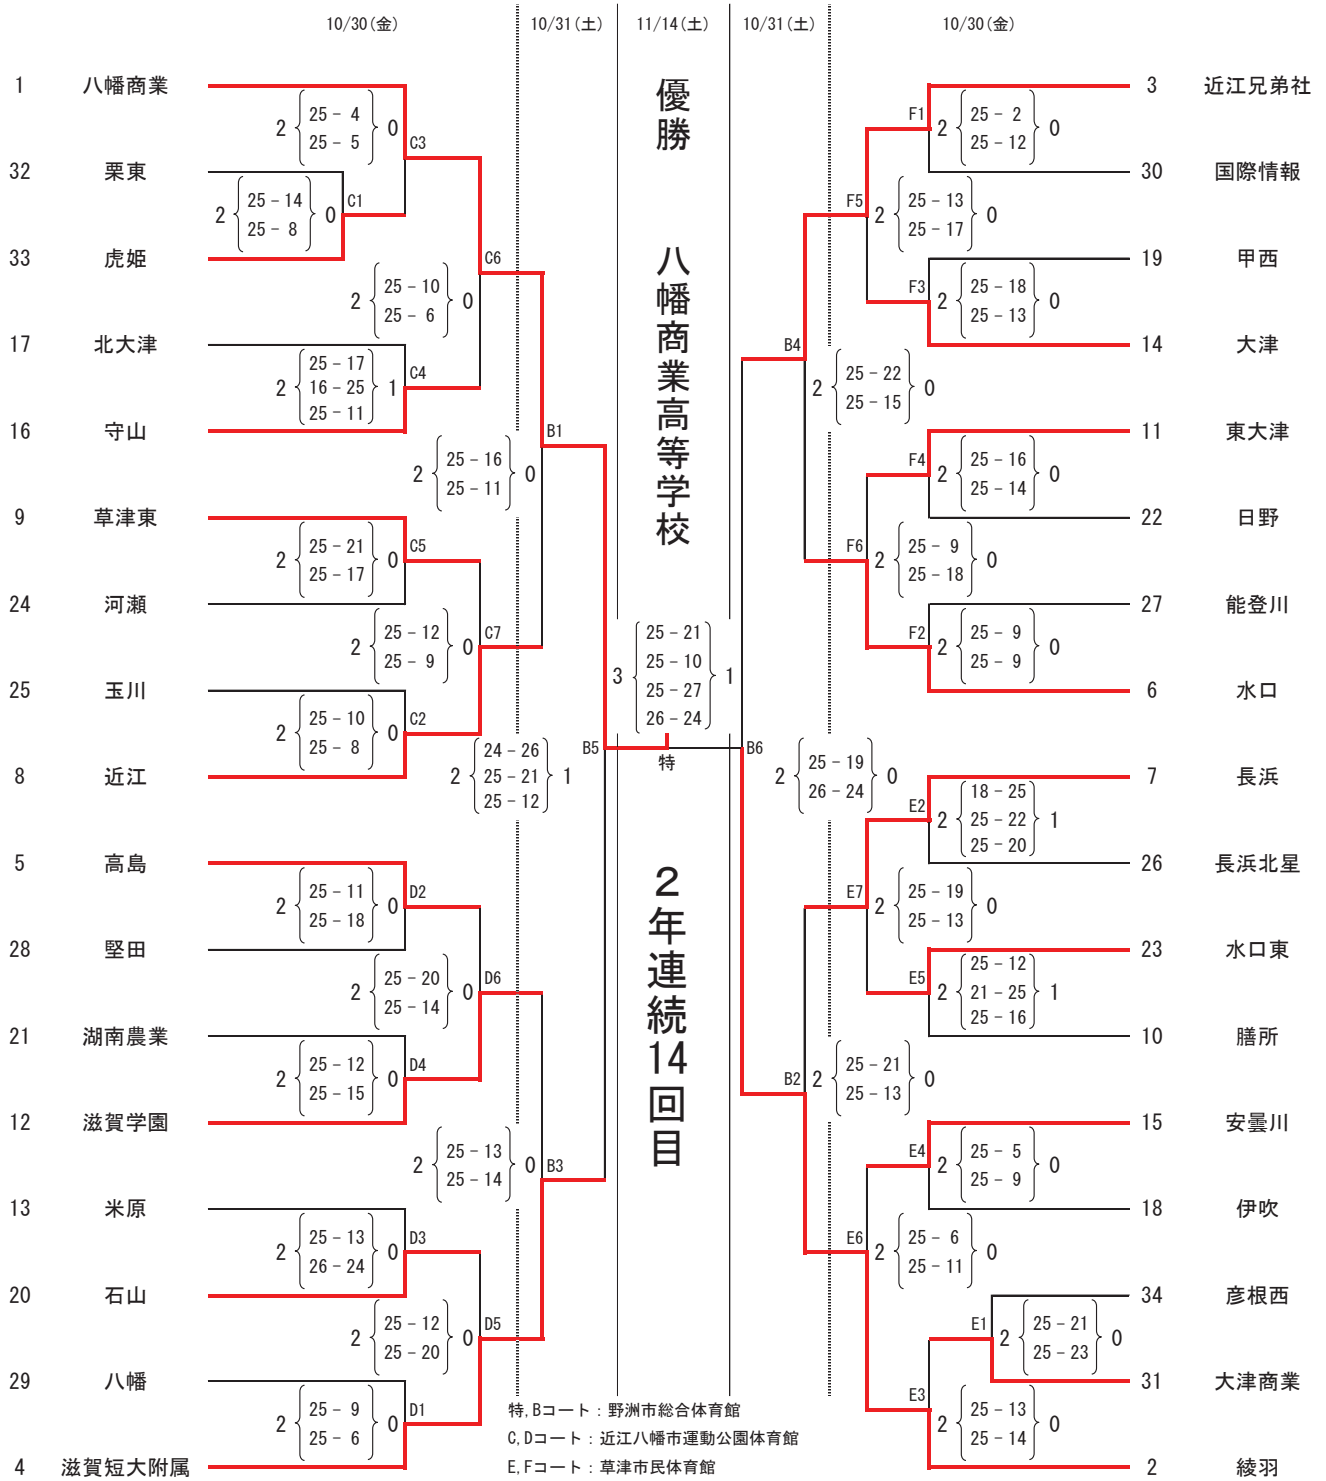 10/30(金) 10/31(土) 11/14(土) 10/31(土) 10/30(金)
優勝 八幡商業高等学校 2年連続14回目
1 八幡商業
2 25 - 4 0 C3
25 - 5
32 栗東
2 25 - 14 0 C1
25 - 8
33 虎姫
C6
2 25 - 10 0
25 - 6
17 北大津
25 - 17
2 16 - 25 1 C4
25 - 11
16 守山
B1
2 25 - 16 0
25 - 11
9 草津東
2 25 - 21 0 C5
25 - 17
24 河瀬
2 25 - 12 0 C7
25 - 9
25 玉川
2 25 - 10 0 C2
25 - 8
8 近江
24 - 26 B5
2 25 - 21 1
25 - 12
5 高島
2 25 - 11 0 D2
25 - 18
28 堅田
2 25 - 20 0 D6
25 - 14
21 湖南農業
2 25 - 12 0 D4
25 - 15
12 滋賀学園
2 25 - 13 0 B3
25 - 14
13 米原
2 25 - 13 0 D3
26 - 24
20 石山
2 25 - 12 0 D5
25 - 20
29 八幡
2 25 - 9 0 D1
25 - 6
4 滋賀短大附属
25 - 21
25 - 10
3 25 - 27 1
26 - 24
特
3 近江兄弟社
F1 2 25 - 2 0
25 - 12
30 国際情報
F5 2 25 - 13 0
25 - 17
19 甲西
F3 2 25 - 18 0
25 - 13
14 大津
B4
2 25 - 22 0
25 - 15
11 東大津
F4 2 25 - 16 0
25 - 14
22 日野
F6 2 25 - 9 0
25 - 18
27 能登川
F2 2 25 - 9 0
25 - 9
6 水口
B6
2 25 - 19 0
26 - 24
7 長浜
E2 18 - 25
2 25 - 22 1
25 - 20
26 長浜北星
E7 2 25 - 19 0
25 - 13
23 水口東
25 - 12
E5 2 21 - 25 1
25 - 16
10 膳所
B2 2 25 - 21 0
25 - 13
15 安曇川
E4 2 25 - 5 0
25 - 9
18 伊吹
E6 2 25 - 6 0
25 - 11
34 彦根西
E1 2 25 - 21 0
25 - 23
31 大津商業
E3 2 25 - 13 0
25 - 14
2 綾羽
特,Bコート：野洲市総合体育館
C,Dコート：近江八幡市運動公園体育館
E,Fコート：草津市民体育館